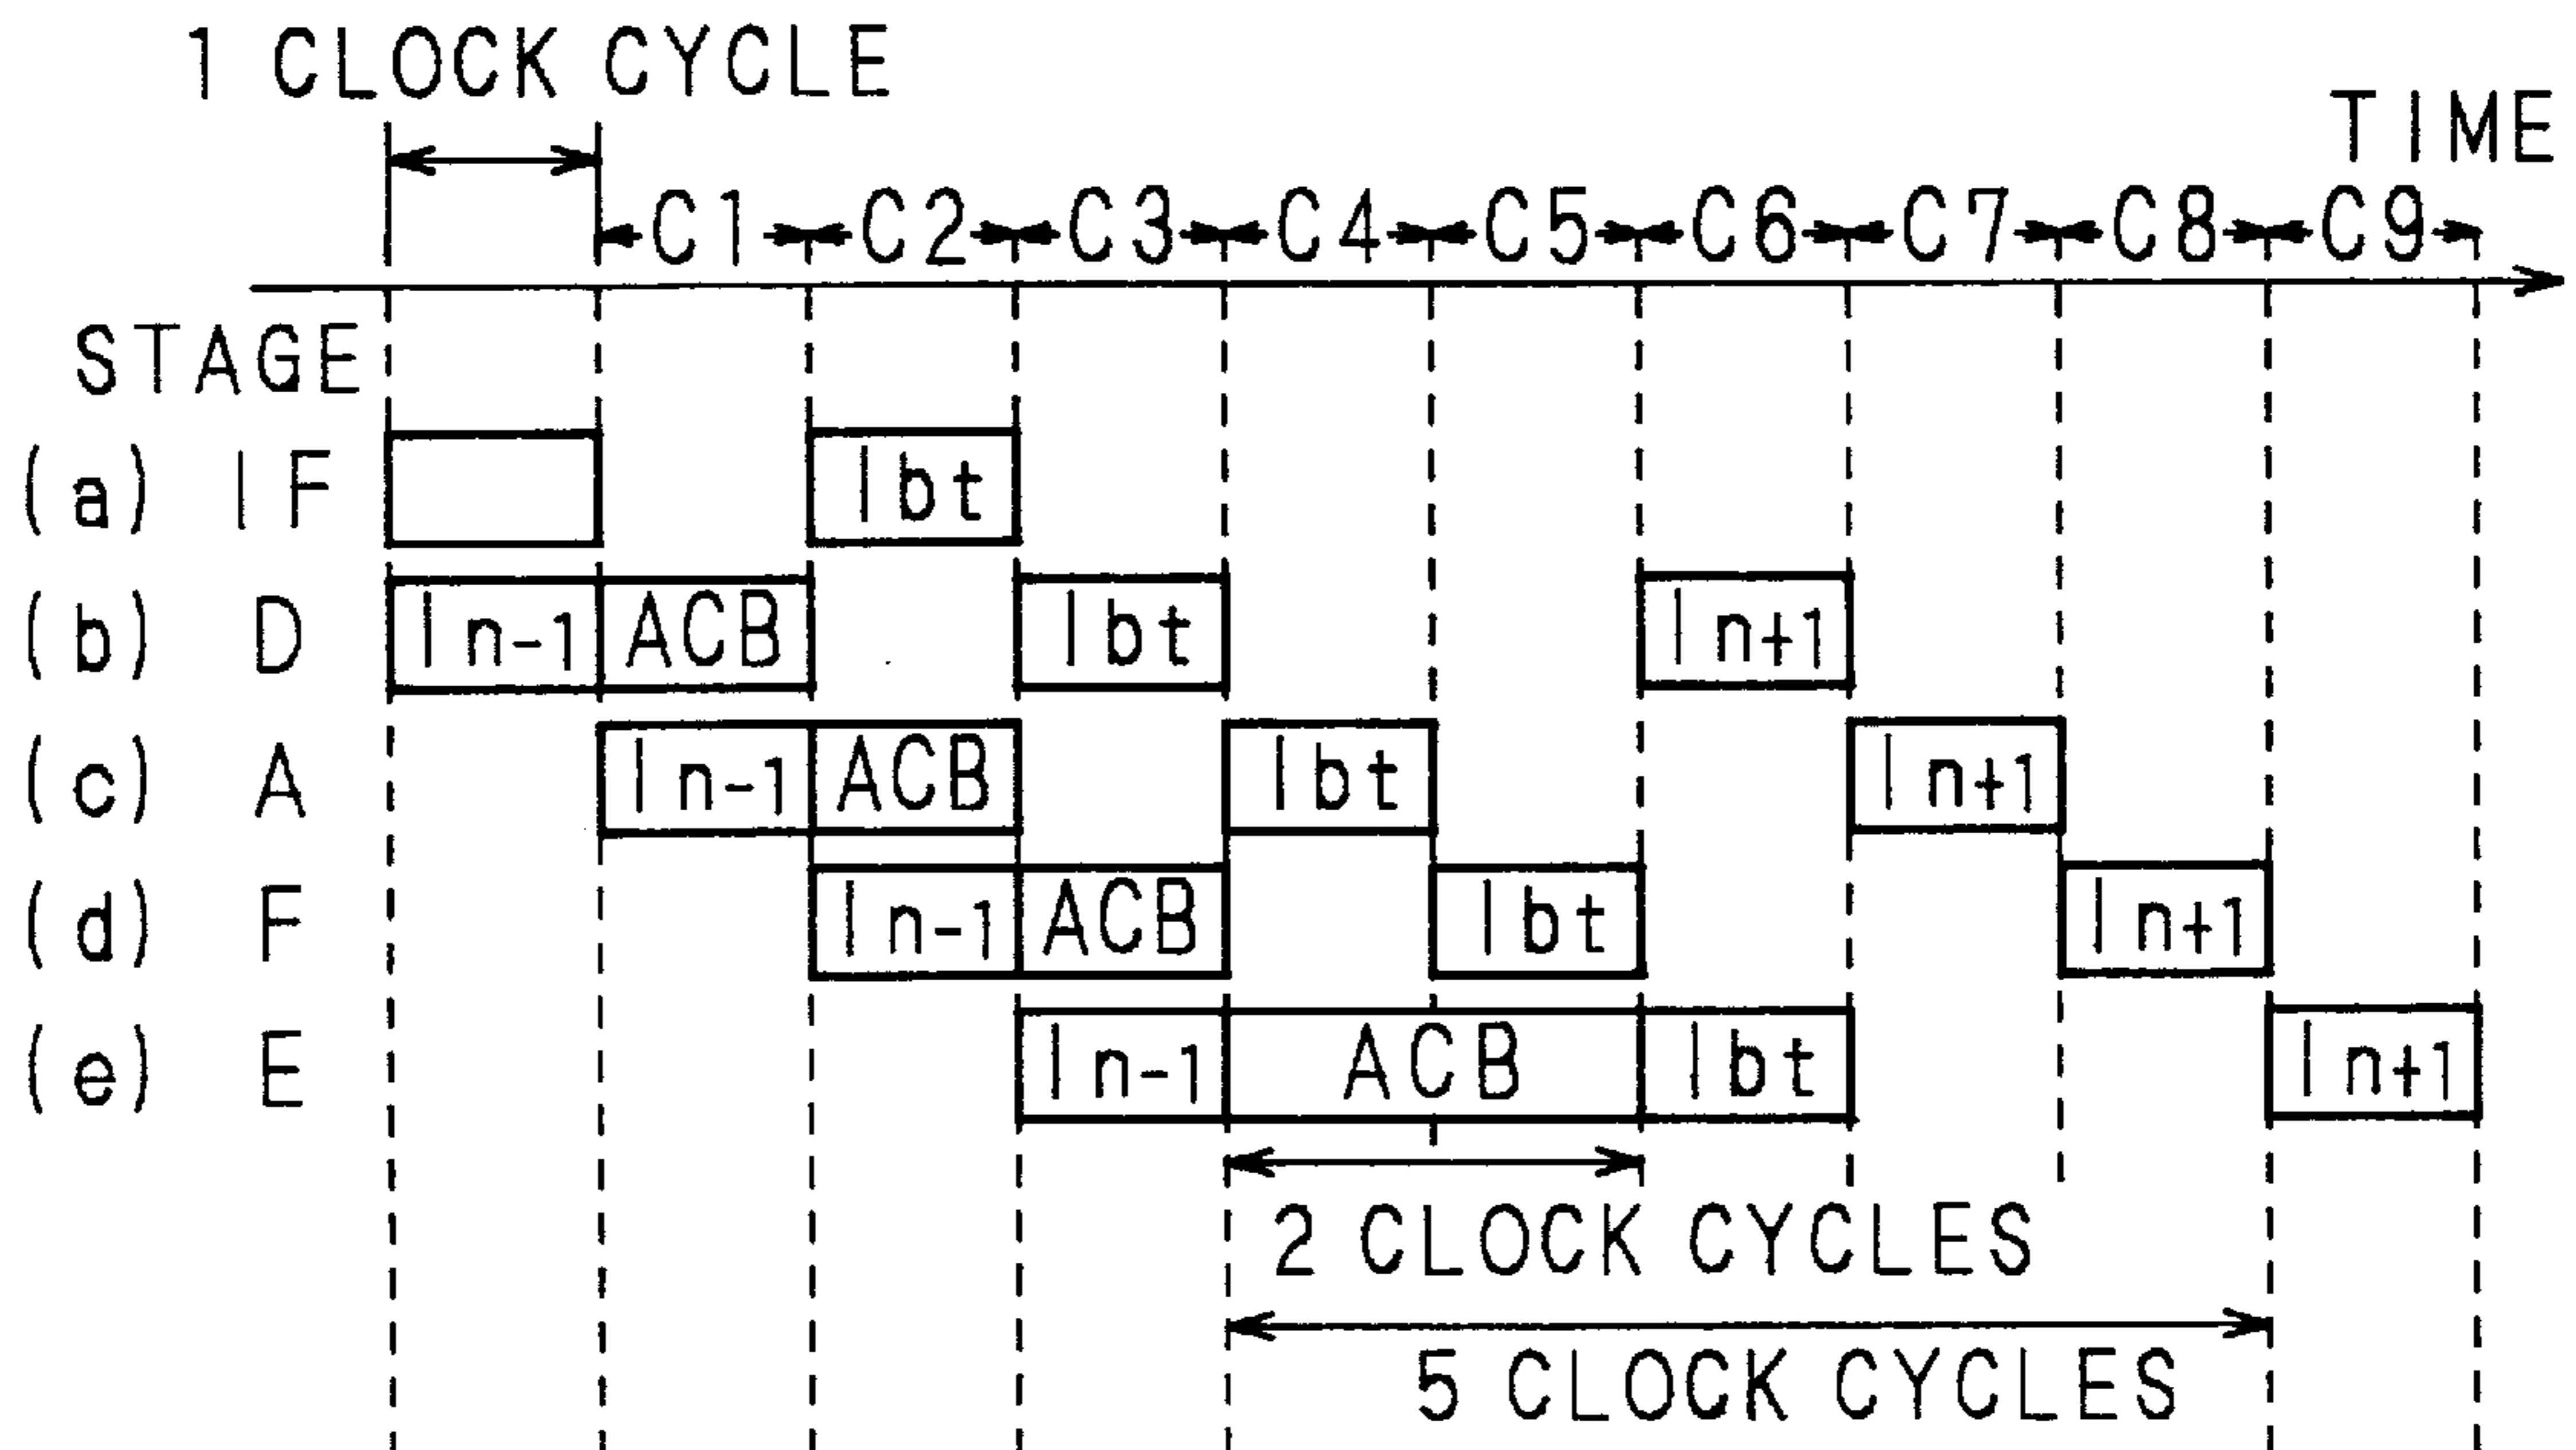 1 CLOCK CYCLE
TIME
C1 C2 C3 C4 C5 C6 C7 C8 C9
STAGE
(a) IF Ibt
(b) D In-1 ACB Ibt In+1
(c) A In-1 ACB Ibt In+1
(d) F In-1 ACB Ibt In+1
(e) E In-1 ACB Ibt In+1
2 CLOCK CYCLES
5 CLOCK CYCLES